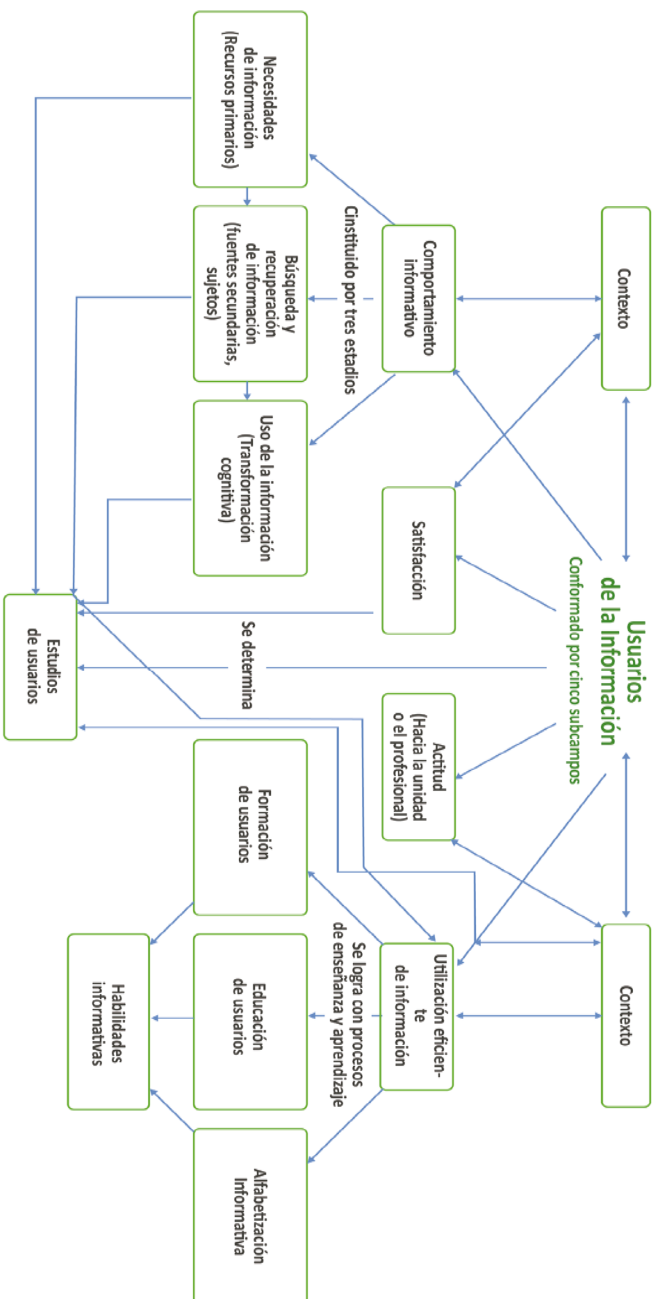 Usuarios
de la Información
Conformado por cinco subcampos
Contexto
Contexto
Comportamiento
informativo
Satisfacción
Actitud
(Hacia la unidad
o el profesional)
Utilización eficien-
te
de información
Cinstituido por tres estadios
Se logra con procesos
de enseñanza y aprendizaje
Necesidades
de información
(Recursos primarios)
Búsqueda y
recuperación
de información
(fuentes secundarias,
sujetos)
Uso de la información
(Transformación
cognitiva)
Se determina
Formación
de usuarios
Educación
de usuarios
Alfabetización
Informativa
Estudios
de usuarios
Habilidades
informativas